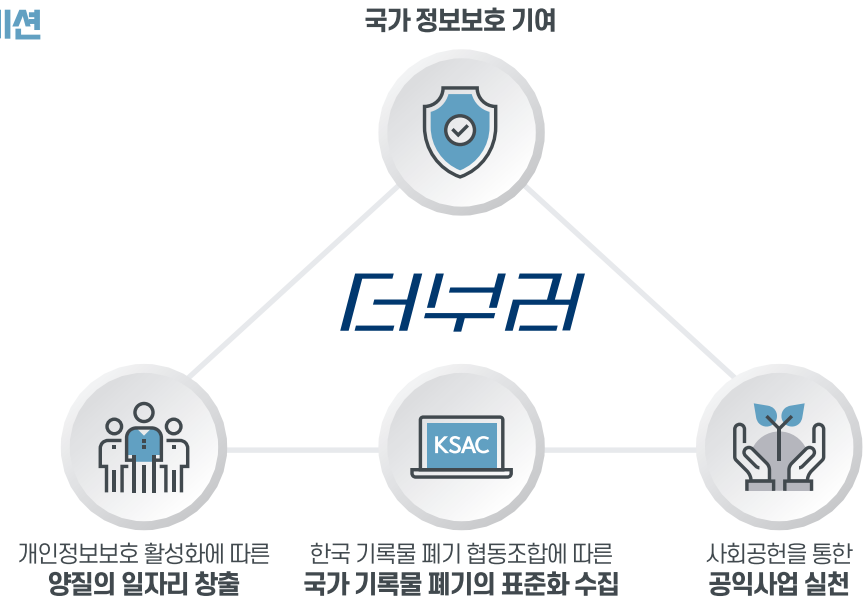 미션
국가 정보보호 기여
더부러
KSAC
개인정보보호 활성화에 따른
양질의 일자리 창출
한국 기록물 폐기 협동조합에 따른
국가 기록물 폐기의 표준화 수집
사회공헌을 통한
공익사업 실천